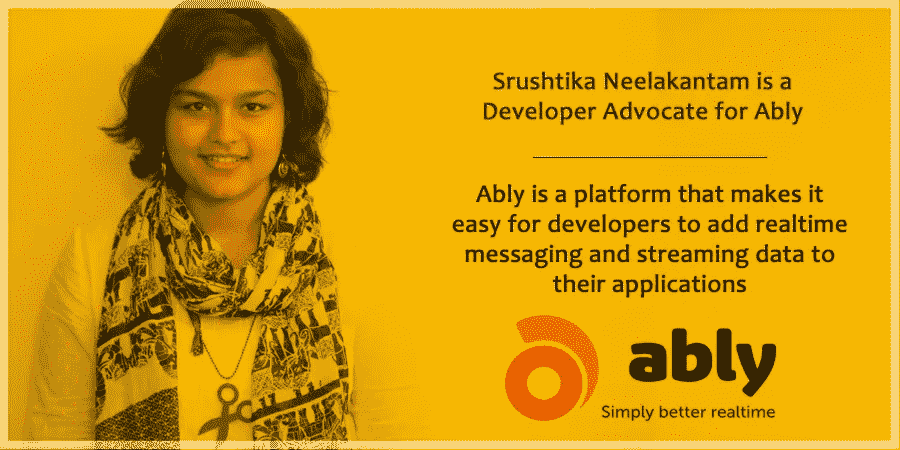 Srushtika Neelakantam is a
Developer Advocate for Ably
Ably is a platform that makes it
easy for developers to add realtime
messaging and streaming data to
their applications
ably
Simply better realtime